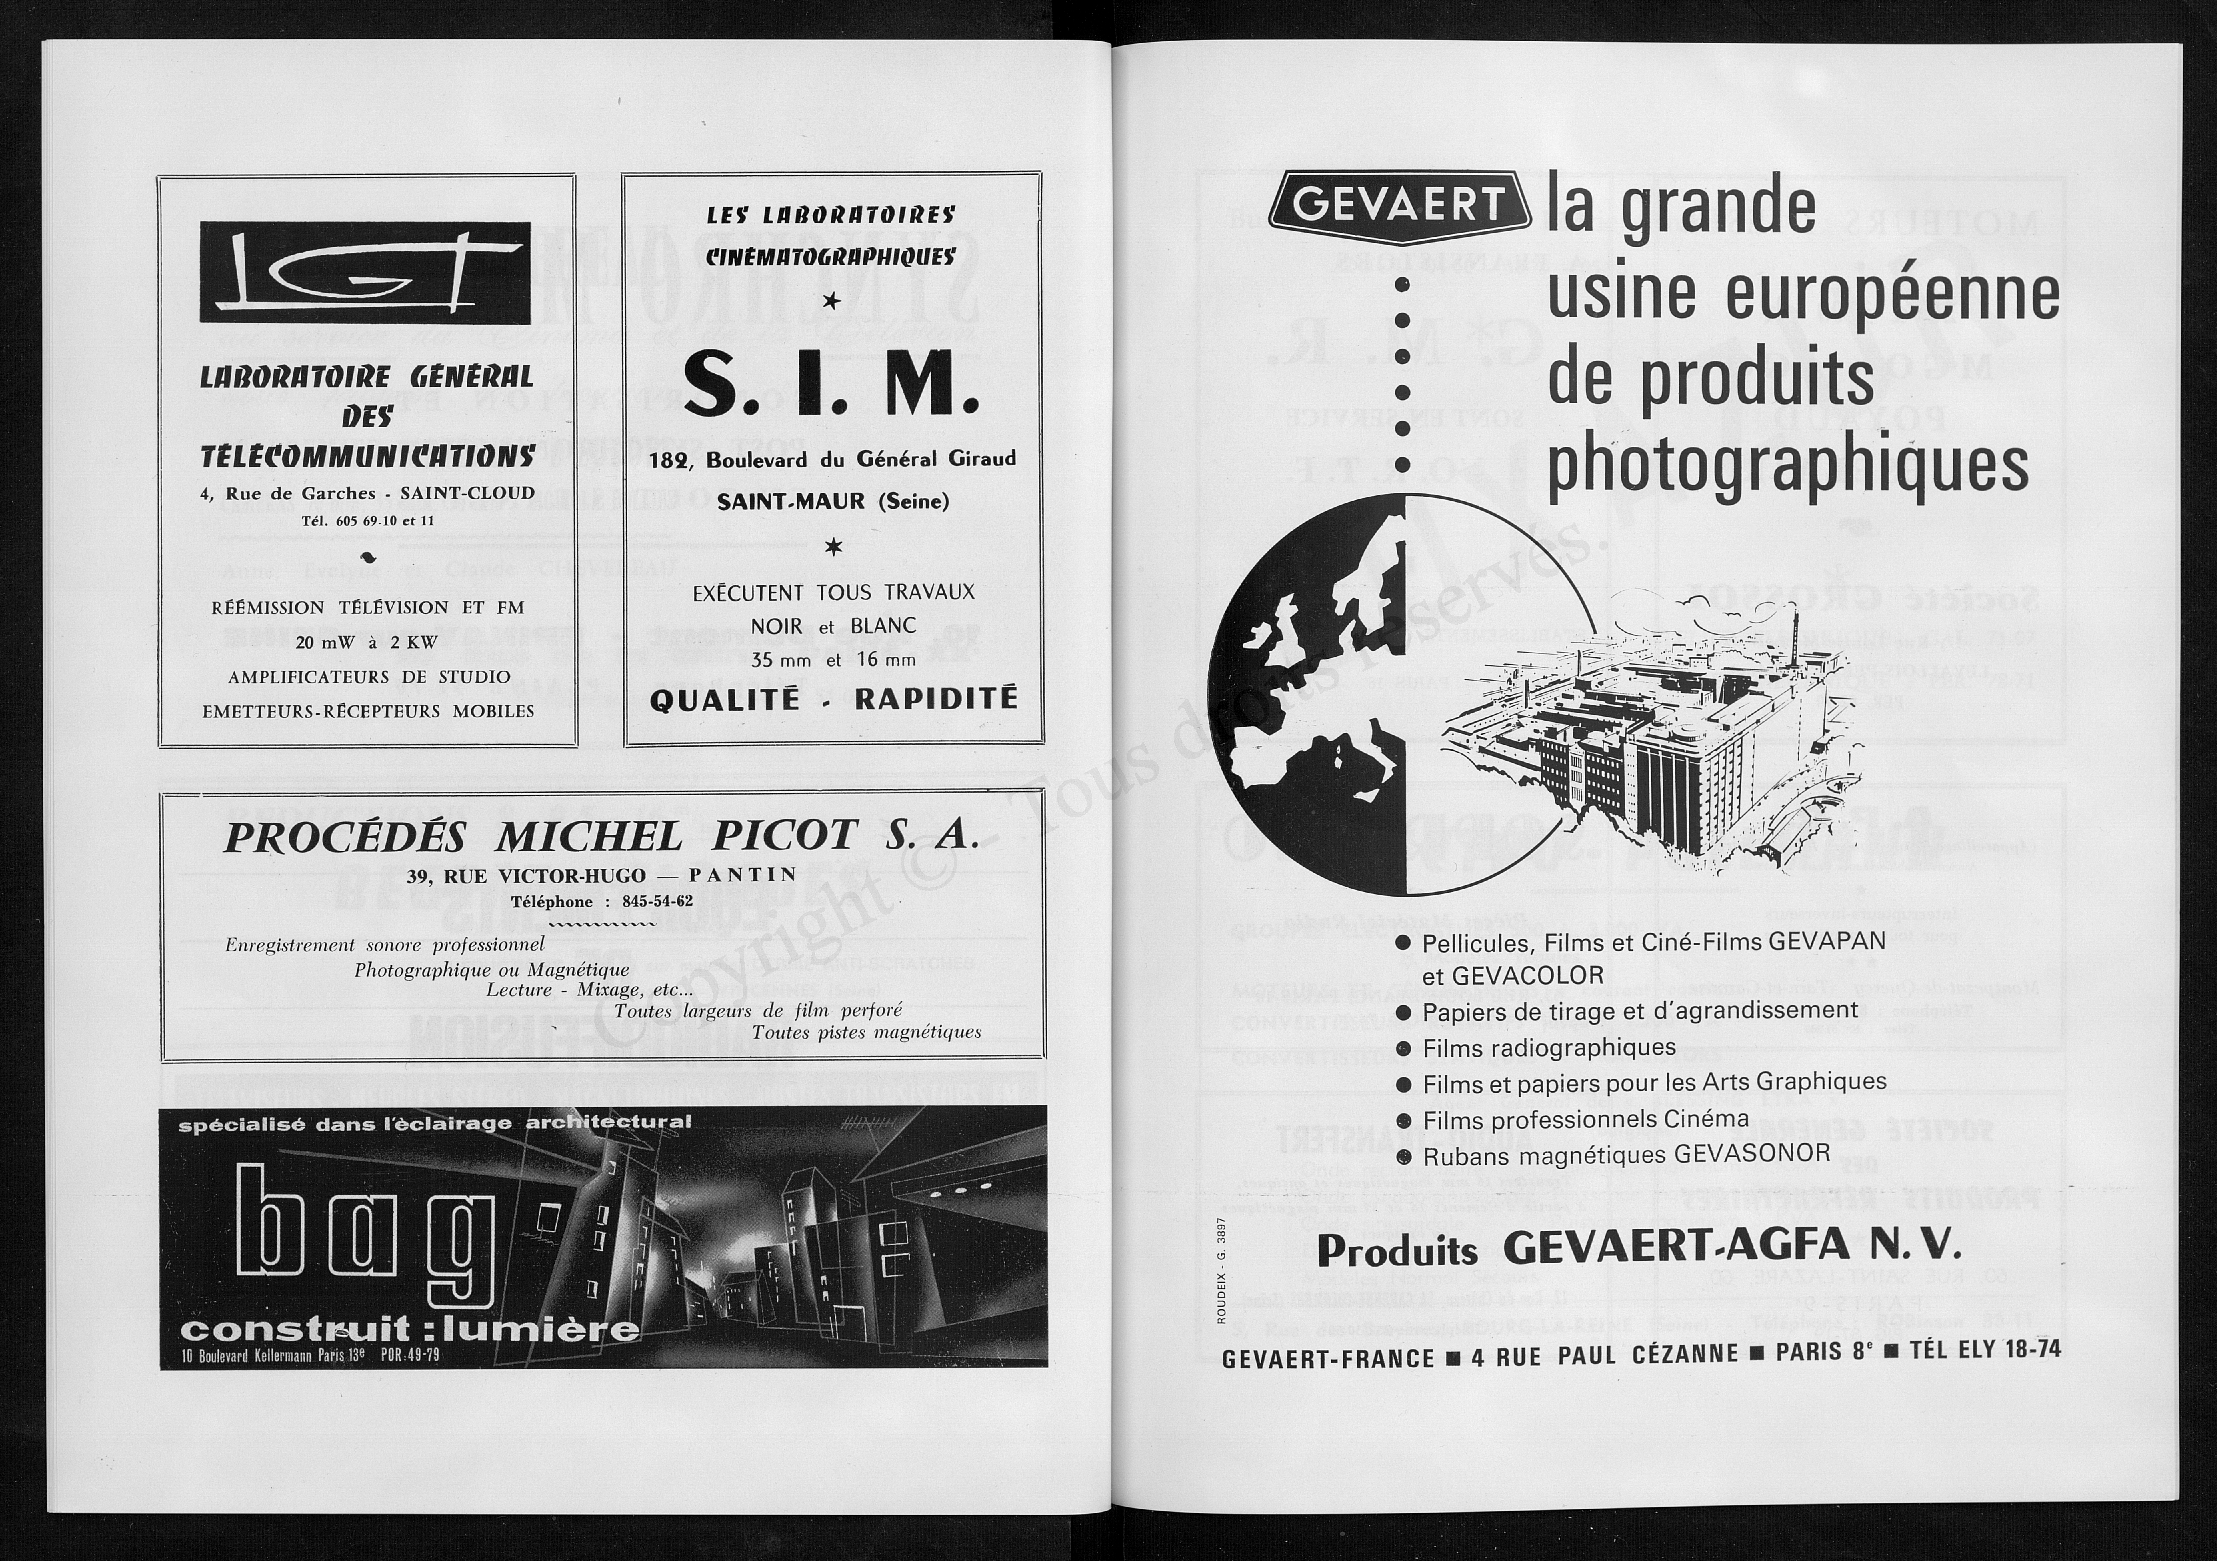 LGT
LABORATOIRE GÉNÉRAL
DES
TÉLÉCOMMUNICATIONS
4, Rue de Garches - SAINT-CLOUD
Tél. 605 69-10 et 11
RÉÉMISSION TÉLÉVISION ET FM
20 mW à 2 KW
AMPLIFICATEURS DE STUDIO
EMETTEURS-RÉCEPTEURS MOBILES
LES LABORATOIRES
CINÉMATOGRAPHIQUES
S. I. M.
182, Boulevard du Général Giraud
SAINT-MAUR (Seine)
EXÉCUTENT TOUS TRAVAUX
NOIR et BLANC
35 mm et 16 mm
QUALITÉ - RAPIDITÉ
PROCÉDÉS MICHEL PICOT S. A.
39, RUE VICTOR-HUGO — PANTIN
Téléphone : 845-54-62
Enregistrement sonore professionnel
Photographique ou Magnétique
Lecture - Mixage, etc...
Toutes largeurs de film perforé
Toutes pistes magnétiques
spécialisé dans l'èclairage architectural
bag
construit : lumière
10 Boulevard Kellermann Paris 13e POR.49-79
GEVAERT
la grande
usine européenne
de produits
photographiques
● Pellicules, Films et Ciné-Films GEVAPAN
et GEVACOLOR
● Papiers de tirage et d'agrandissement
● Films radiographiques
● Films et papiers pour les Arts Graphiques
● Films professionnels Cinéma
● Rubans magnétiques GEVASONOR
ROUDEIX - G. 3897
Produits GEVAERT-AGFA N. V.
GEVAERT-FRANCE ■ 4 RUE PAUL CÉZANNE ■ PARIS 8e ■ TÉL ELY 18-74
Copyright © - Tous droits réservés.